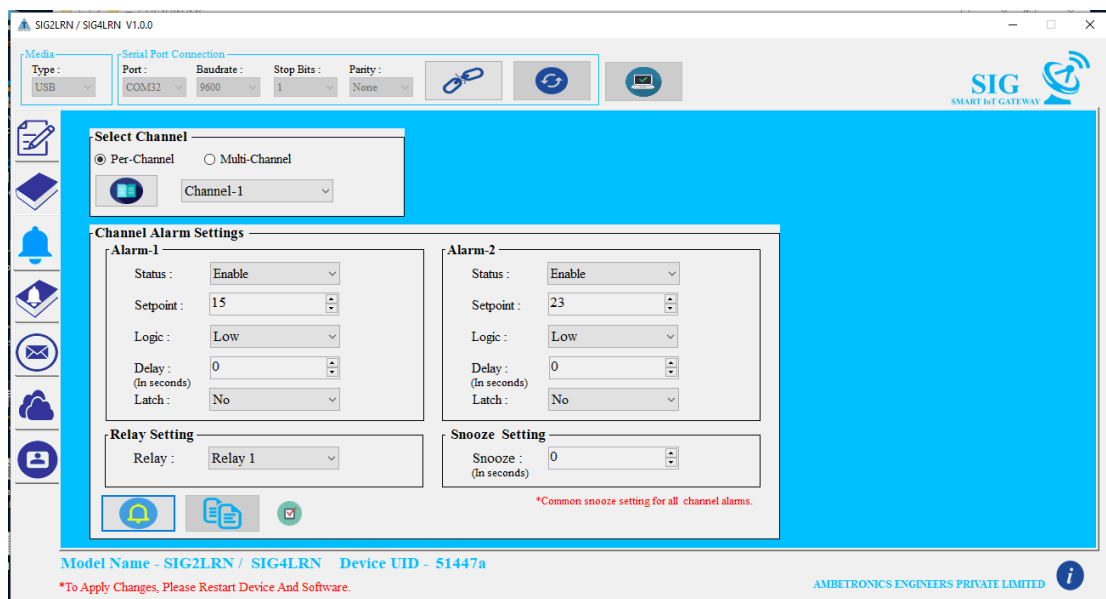 SIG2LRN / SIG4LRN V1.0.0
Media
Type :
USB
Serial Port Connection
Port : Baudrate : Stop Bits : Parity :
COM32 9600 1 None
SIG
SMART IoT GATEWAY
Select Channel
Per-Channel Multi-Channel
Channel-1
Channel Alarm Settings
Alarm-1
Status : Enable
Setpoint : 15
Logic : Low
Delay : 0
(In seconds)
Latch : No
Alarm-2
Status : Enable
Setpoint : 23
Logic : Low
Delay : 0
(In seconds)
Latch : No
Relay Setting
Relay : Relay 1
Snooze Setting
Snooze : 0
(In seconds)
*Common snooze setting for all channel alarms.
Model Name - SIG2LRN / SIG4LRN Device UID - 51447a
*To Apply Changes, Please Restart Device And Software.
AMBETRONICS ENGINEERS PRIVATE LIMITED
i